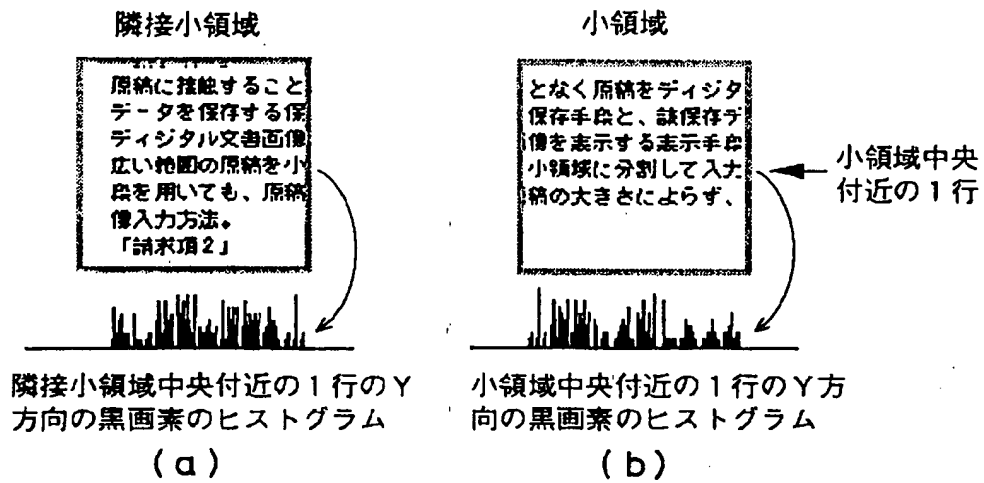 隣接小領域
小領域
原稿に接触すること
データを保存する保
ディジタル文書画像
広い範囲の原稿を小
段を用いても、原稿
像入力方法。
「請求項2」
となく原稿をディジタ
保存手段と、該保存デ
像を表示する表示手段
小領域に分割して入力
稿の大きさによらず、
小領域中央
付近の1行
隣接小領域中央付近の1行のY
方向の黒画素のヒストグラム
(a)
小領域中央付近の1行のY方
向の黒画素のヒストグラム
(b)